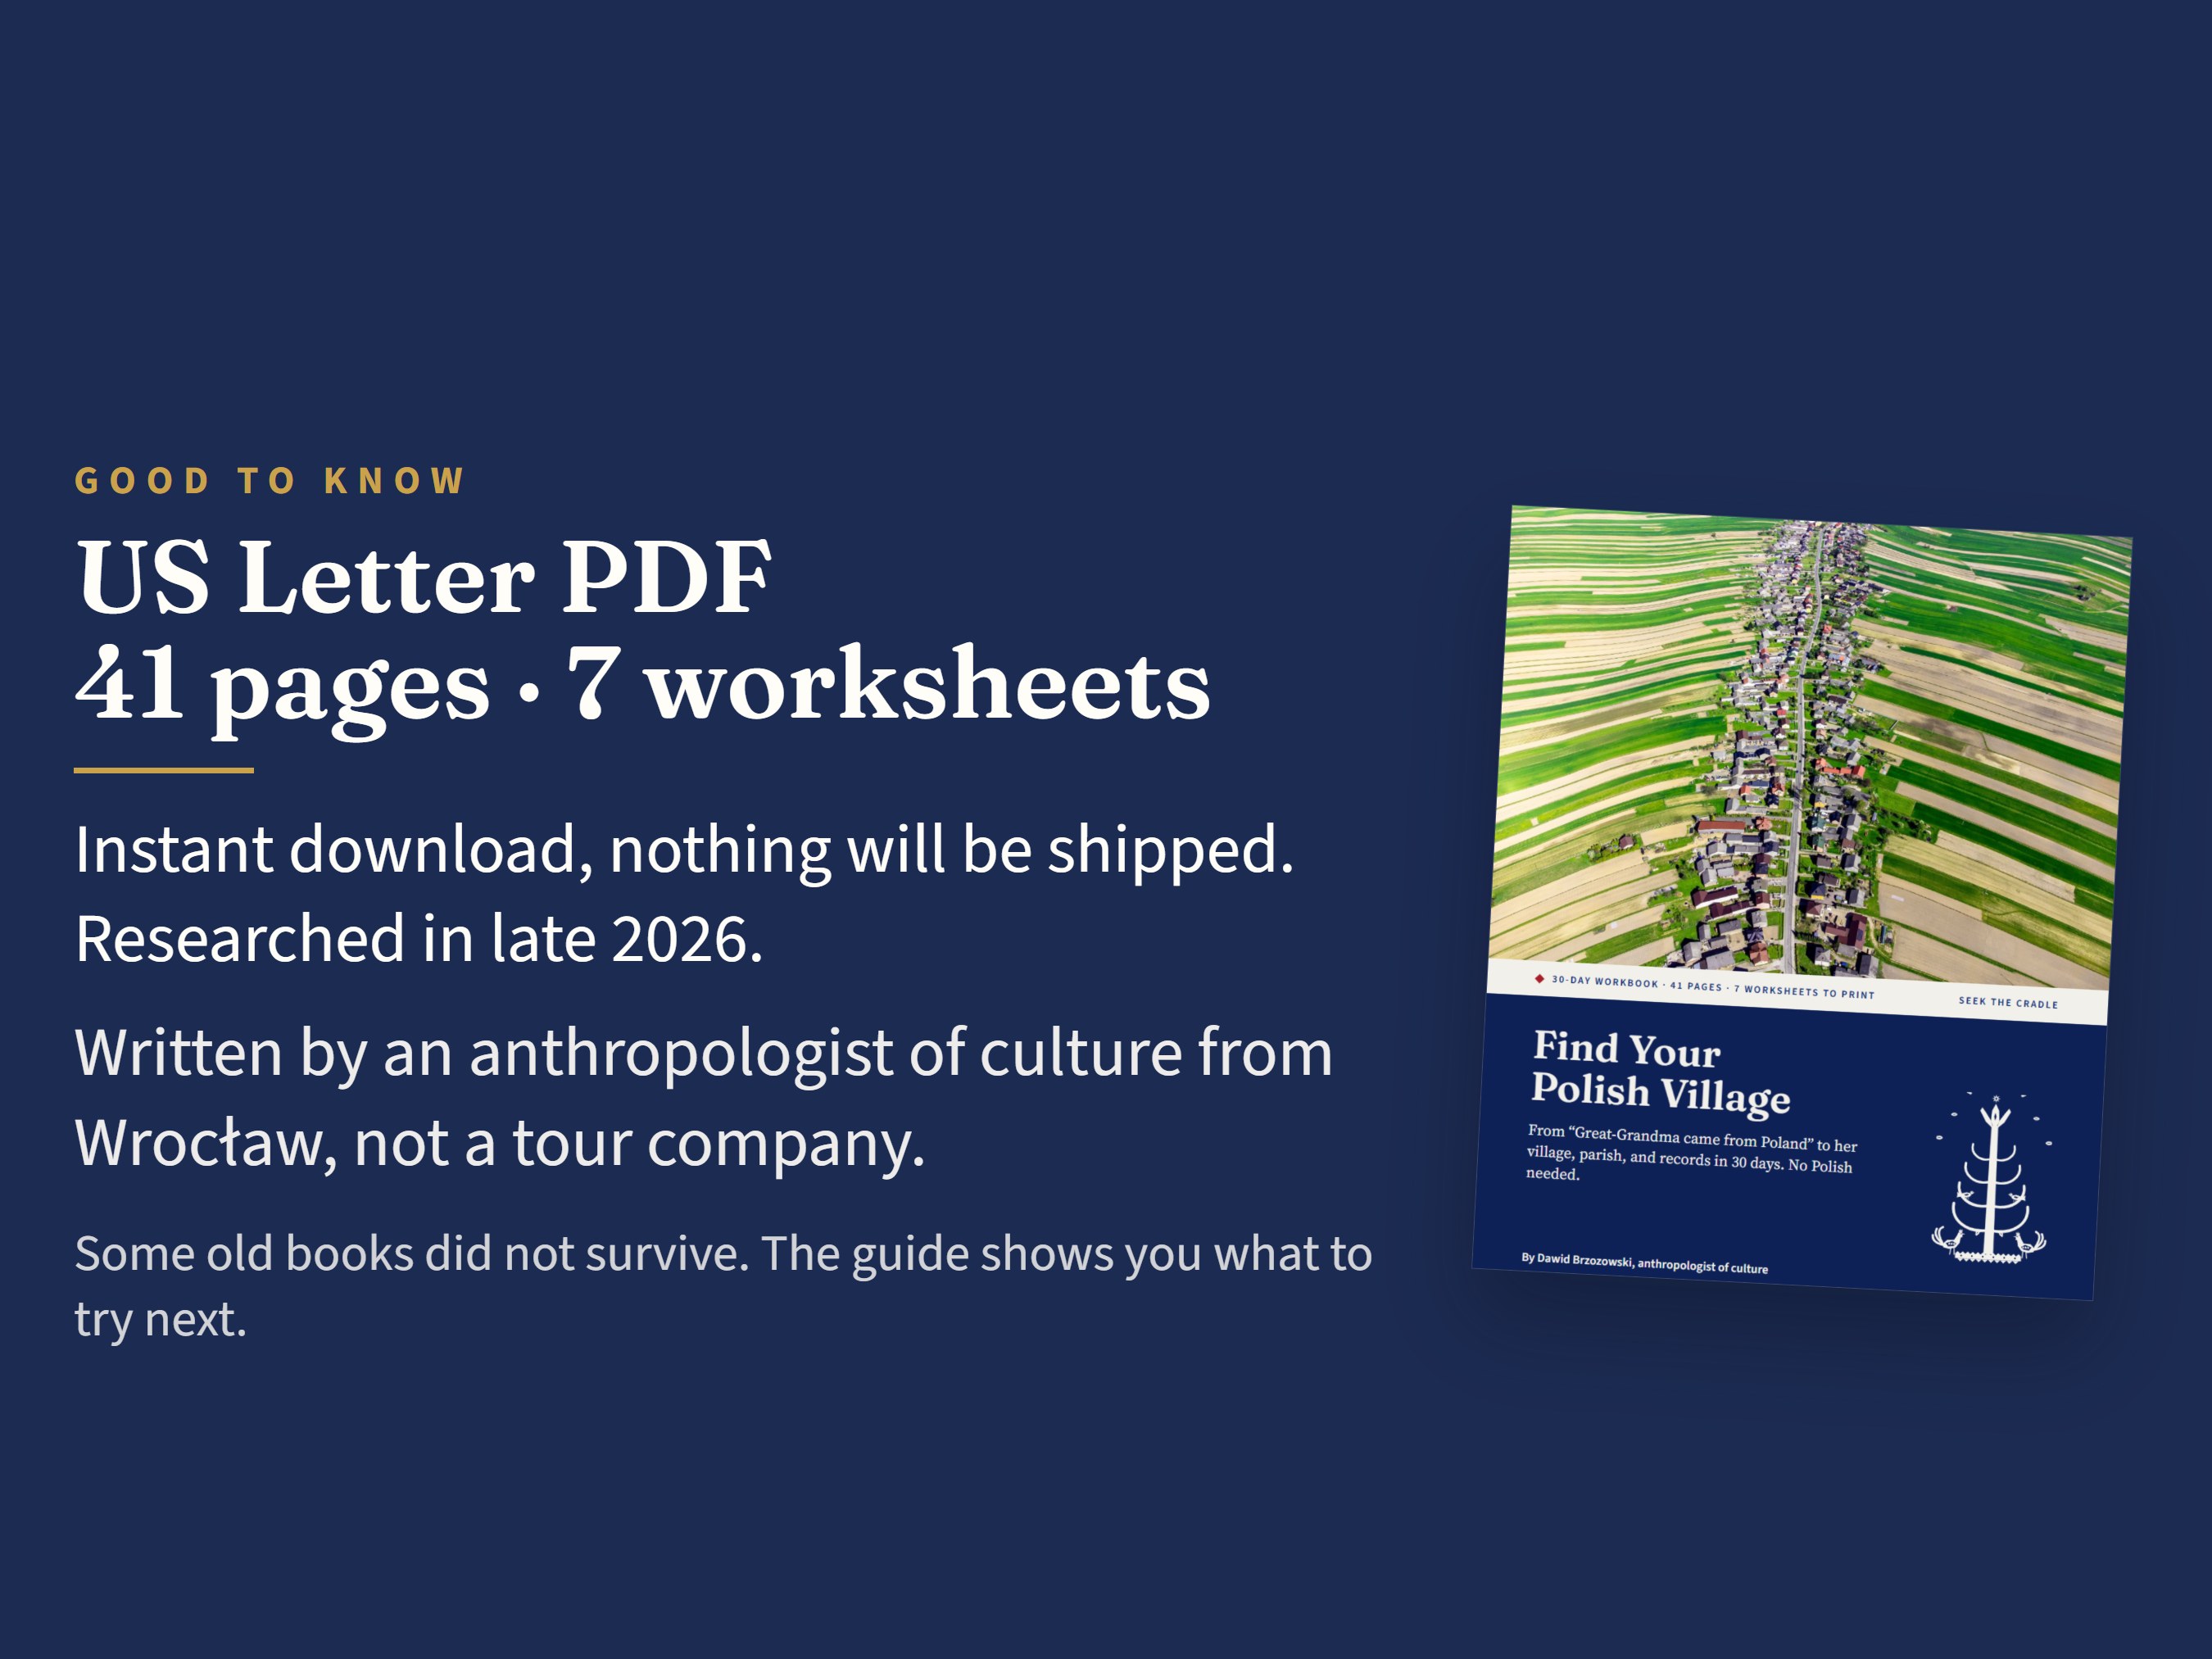 GOOD TO KNOW
US Letter PDF
41 pages · 7 worksheets
Instant download, nothing will be shipped.
Researched in late 2026.
Written by an anthropologist of culture from
Wrocław, not a tour company.
Some old books did not survive. The guide shows you what to
try next.
30-DAY WORKBOOK · 41 PAGES · 7 WORKSHEETS TO PRINT
SEEK THE CRADLE
Find Your
Polish Village
From “Great-Grandma came from Poland” to her
village, parish, and records in 30 days. No Polish
needed.
By Dawid Brzozowski, anthropologist of culture